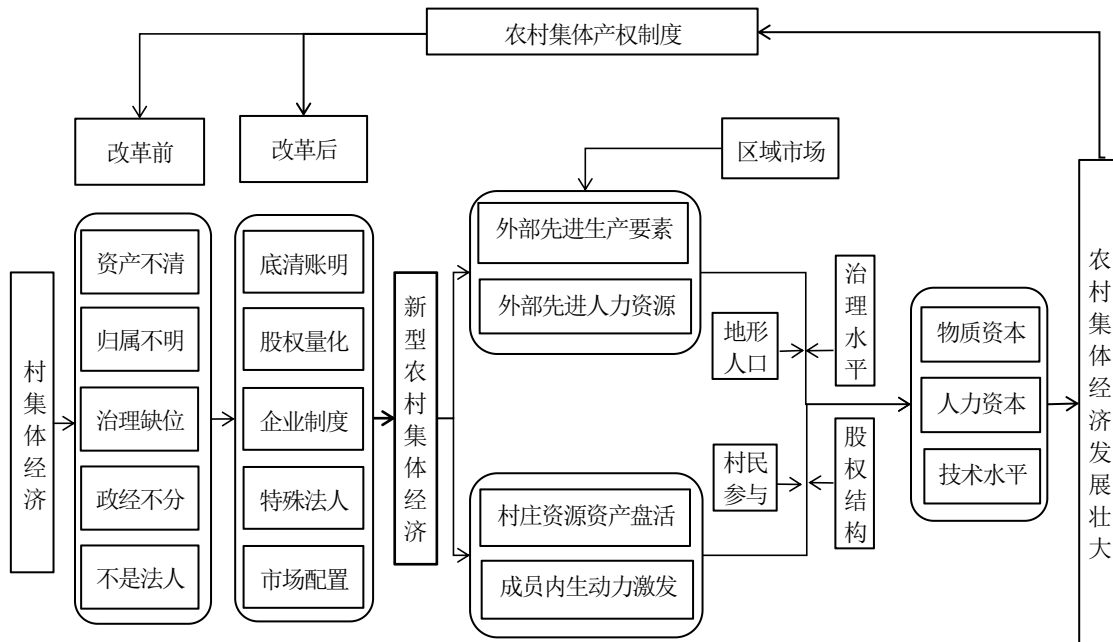 农村集体产权制度
改革前
改革后
区域市场
村集体经济
资产不清
归属不明
治理缺位
政经不分
不是法人
底清账明
股权量化
企业制度
特殊法人
市场配置
新型农村集体经济
外部先进生产要素
外部先进人力资源
村庄资源资产盘活
成员内生动力激发
地形
人口
治理水平
村民
参与
股权结构
物质资本
人力资本
技术水平
农村集体经济发展壮大